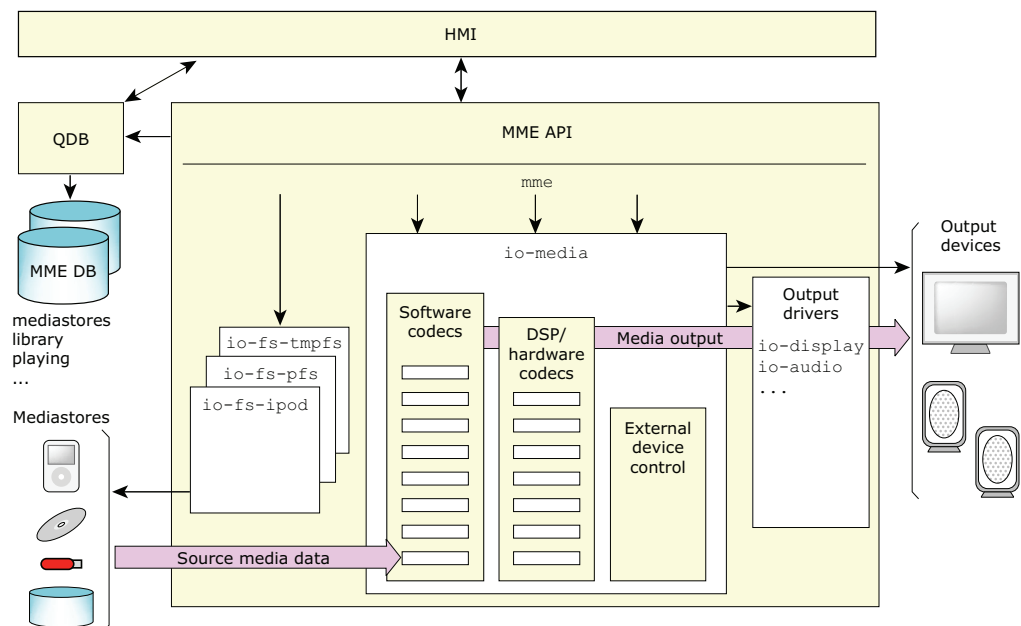 HMI
QDB
MME API
mme
MME DB
mediastores
library
playing
...
io-media
Software
codecs
DSP/
hardware
codecs
External
device
control
Media output
Output
drivers
io-display
io-audio
...
Output
devices
io-fs-tmpfs
io-fs-pfs
io-fs-ipod
Mediastores
Source media data